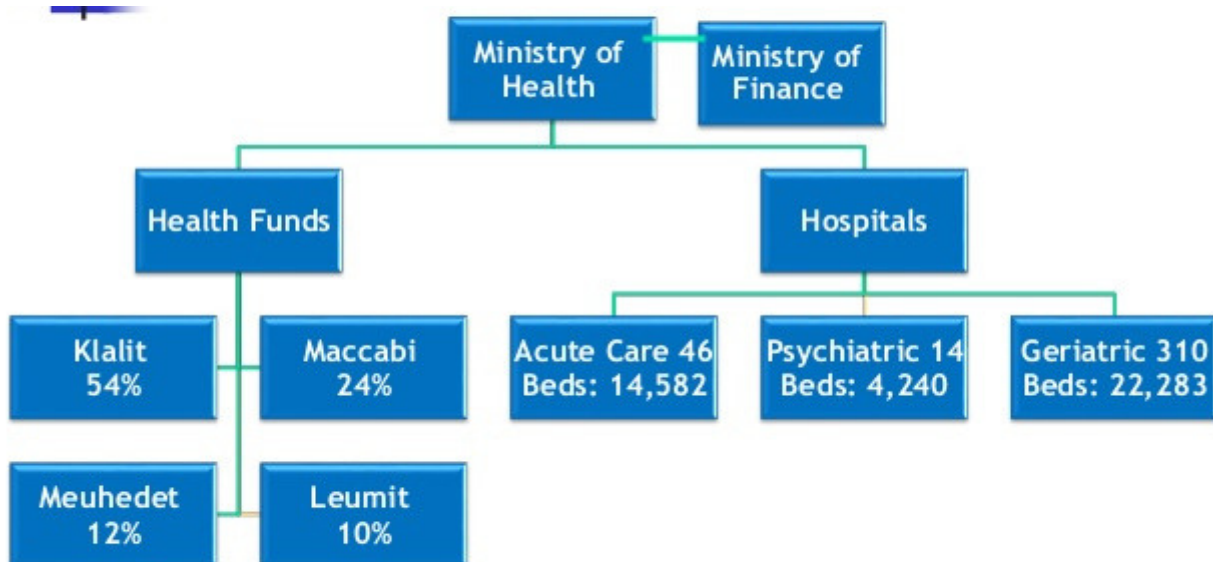 Ministry of
Health
Ministry of
Finance
Health Funds
Hospitals
Klalit
54%
Maccabi
24%
Acute Care 46
Beds: 14,582
Psychiatric 14
Beds: 4,240
Geriatric 310
Beds: 22,283
Meuhedet
12%
Leumit
10%